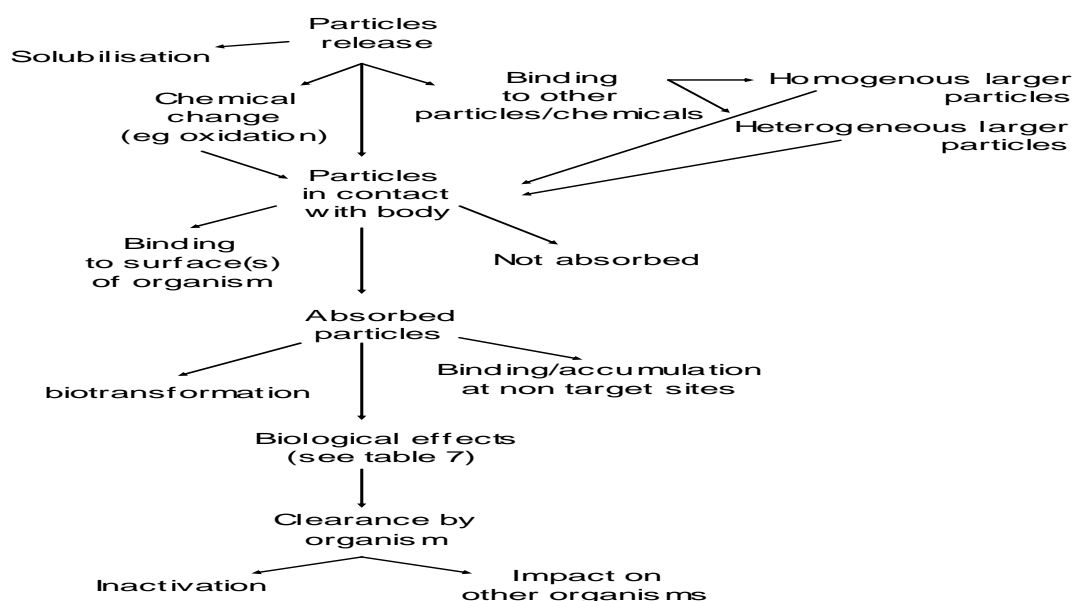 Particles
release
Solubilisation
Chemical
change
(eg oxidation)
Binding
to other
particles/chemicals
Homogenous larger
particles
Heterogeneous larger
particles
Particles
in contact
with body
Binding
to surface(s)
of organism
Not absorbed
Absorbed
particles
biotransformation
Binding/accumulation
at non target sites
Biological effects
(see table 7)
Clearance by
organism
Inactivation
Impact on
other organisms